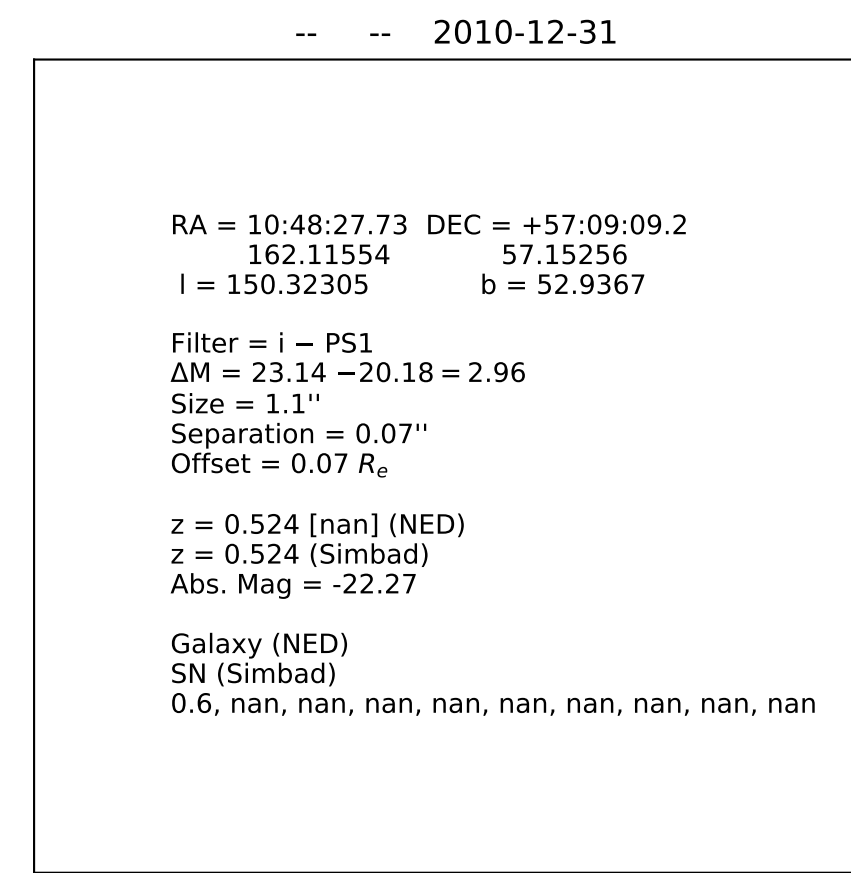 -- -- 2010-12-31
RA = 10:48:27.73 DEC = +57:09:09.2
162.11554 57.15256
l = 150.32305 b = 52.9367
Filter = i − PS1
ΔM = 23.14 −20.18 = 2.96
Size = 1.1''
Separation = 0.07''
Offset = 0.07 Rₑ
z = 0.524 [nan] (NED)
z = 0.524 (Simbad)
Abs. Mag = -22.27
Galaxy (NED)
SN (Simbad)
0.6, nan, nan, nan, nan, nan, nan, nan, nan, nan